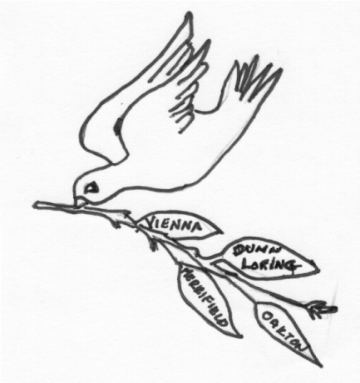 VIENNA
DUNN
LORING
MERRIFIELD
OAKTON